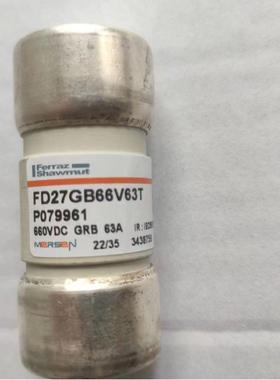 Ferraz
Shawmut
FD27GB66V63T
P079961
660VDC GRB 63A
MERSEN 22/35